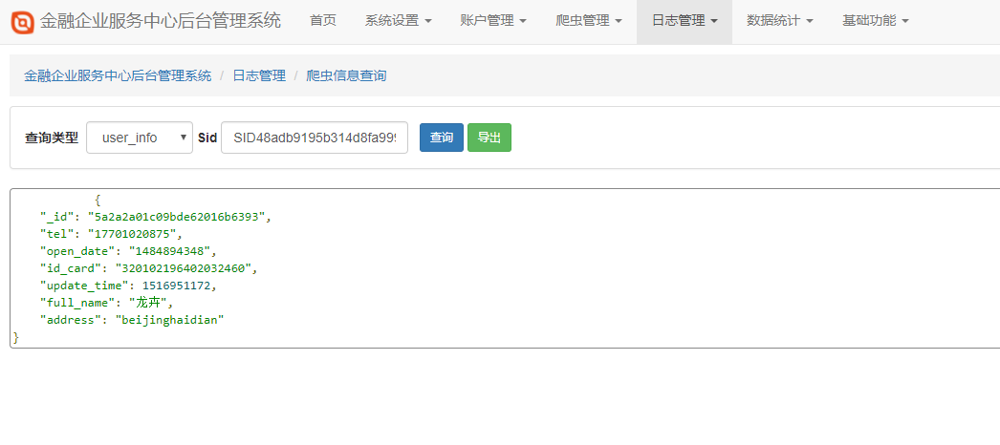 金融企业服务中心后台管理系统 首页 系统设置 账户管理 爬虫管理 日志管理 数据统计 基础功能
金融企业服务中心后台管理系统 / 日志管理 / 爬虫信息查询
查询类型 user_info Sid SID48adb9195b314d8fa999 查询 导出
{
"_id": "5a2a2a01c09bde62016b6393",
"tel": "17701020875",
"open_date": "1484894348",
"id_card": "320102196402032460",
"update_time": 1516951172,
"full_name": "龙卉",
"address": "beijinghaidian"
}